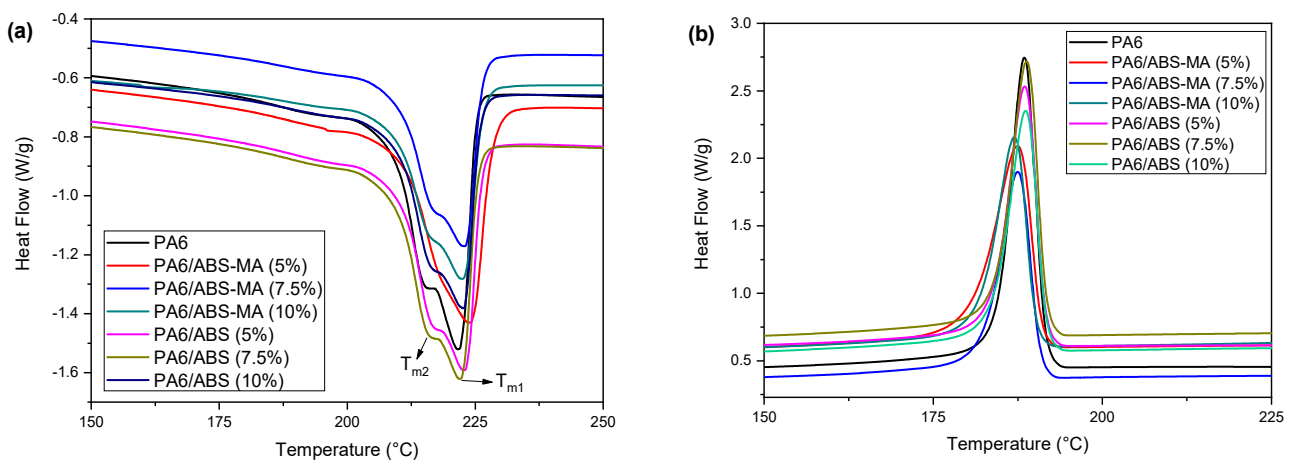 (a)
Heat Flow (W/g)
-0.4
-0.6
-0.8
-1.0
-1.2
-1.4
-1.6
PA6
PA6/ABS-MA (5%)
PA6/ABS-MA (7.5%)
PA6/ABS-MA (10%)
PA6/ABS (5%)
PA6/ABS (7.5%)
PA6/ABS (10%)
Tm2
Tm1
150
175
200
225
250
Temperature (°C)
(b)
Heat Flow (W/g)
3.0
2.5
2.0
1.5
1.0
0.5
PA6
PA6/ABS-MA (5%)
PA6/ABS-MA (7.5%)
PA6/ABS-MA (10%)
PA6/ABS (5%)
PA6/ABS (7.5%)
PA6/ABS (10%)
150
175
200
225
Temperature (°C)